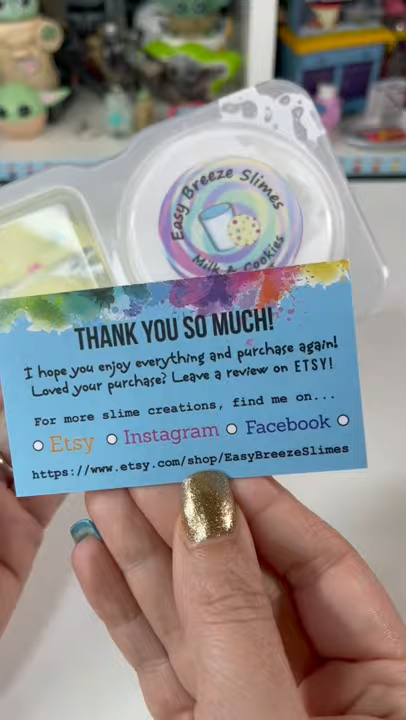 Easy Breeze Slimes
Milk & Cookies
THANK YOU SO MUCH!
I hope you enjoy everything and purchase again!
Loved your purchase? Leave a review on ETSY!
For more slime creations, find me on...
Etsy Instagram Facebook
https://www.etsy.com/shop/EasyBreezeSlimes